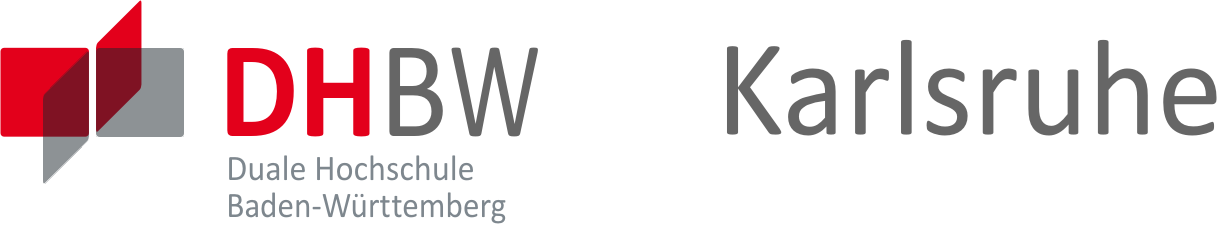 DHBW Karlsruhe
Duale Hochschule
Baden-Württemberg